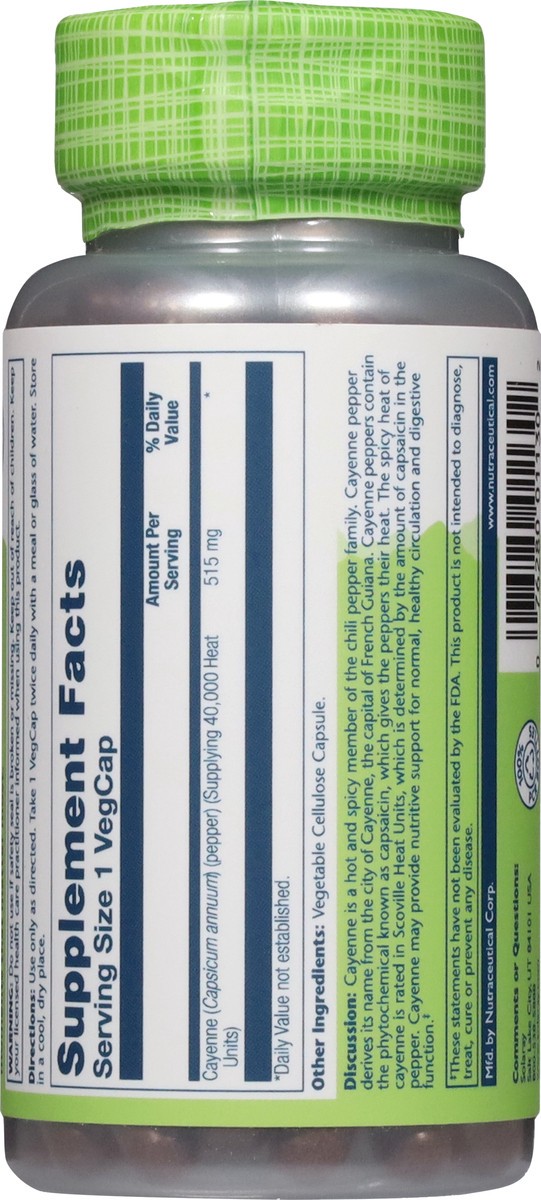 WARNING: Do not use if safety seal is broken or missing. Keep out of reach of children. Keep
your licensed health care practitioner informed when using this product.
Directions: Use only as directed. Take 1 VegCap twice daily with a meal or glass of water. Store
in a cool, dry place.
Supplement Facts
Serving Size 1 VegCap
Amount Per Serving
% Daily Value
Cayenne (Capsicum annuum) (pepper) (Supplying 40,000 Heat 515 mg *
Units)
*Daily Value not established.
Other Ingredients: Vegetable Cellulose Capsule.
Discussion: Cayenne is a hot and spicy member of the chili pepper family. Cayenne pepper
derives its name from the city of Cayenne, the capital of French Guiana. Cayenne peppers contain
the phytochemical known as capsaicin, which gives the peppers their heat. The spicy heat of
cayenne is rated in Scoville Heat Units, which is determined by the amount of capsaicin in the
pepper. Cayenne may provide nutritive support for normal, healthy circulation and digestive
function.‡
‡These statements have not been evaluated by the FDA. This product is not intended to diagnose,
treat, cure or prevent any disease.
Mfd. by Nutraceutical Corp. www.nutraceutical.com
Comments or Questions:
Solaray
Salt Lake City, UT 84101 USA
0 76280 01130 2
100%